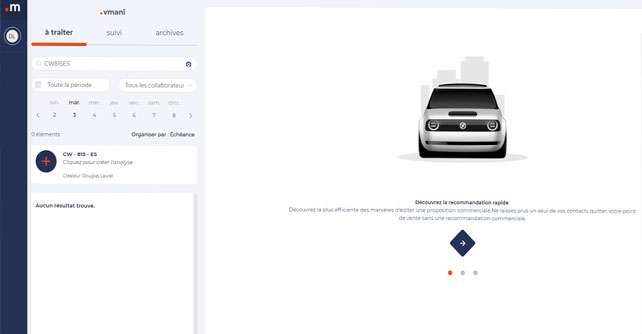 .m
DL
.vmani
à traiter suivi archives
CW815ES
Toute la période Tous les collaborateur
lun. mar. mer. jeu. ven. sam. dim.
2 3 4 5 6 7 8
0 éléments Organiser par : Échéance
CW - 815 - ES
Cliquez pour créer l'analyse
Créateur: Douglas Laurel
Aucun résultat trouvé.
Découvrez la recommandation rapide
Découvrez la plus efficiente des manières d'éditer une proposition commerciale.Ne laissez plus un seul de vos contacts quitter votre point
de vente sans une recommandation commerciale.